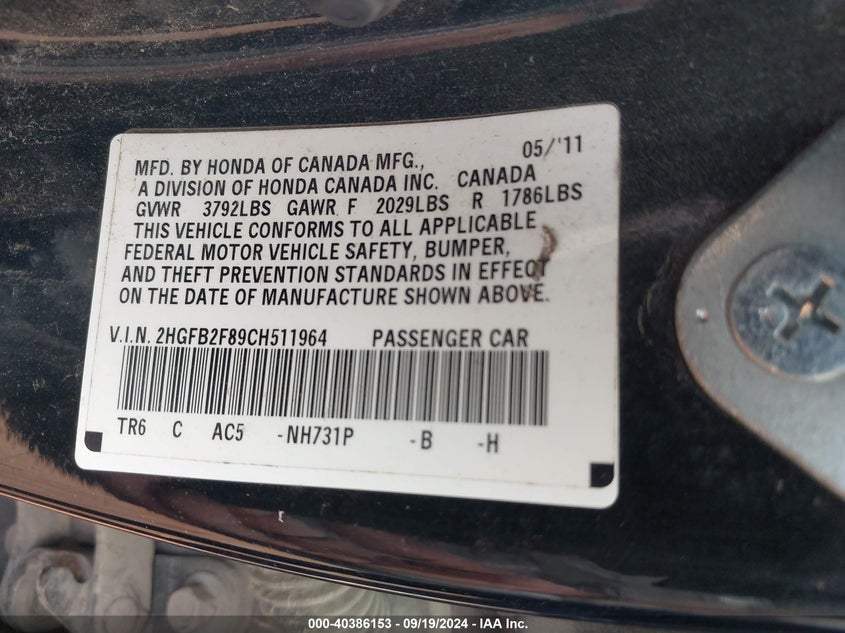 05/'11
MFD. BY HONDA OF CANADA MFG.,
A DIVISION OF HONDA CANADA INC. CANADA
GVWR 3792LBS GAWR F 2029LBS R 1786LBS
THIS VEHICLE CONFORMS TO ALL APPLICABLE
FEDERAL MOTOR VEHICLE SAFETY, BUMPER,
AND THEFT PREVENTION STANDARDS IN EFFECT
ON THE DATE OF MANUFACTURE SHOWN ABOVE.
V.I.N. 2HGFB2F89CH511964 PASSENGER CAR
TR6 C AC5 -NH731P -B -H
000-40386153 - 09/19/2024 - IAA Inc.